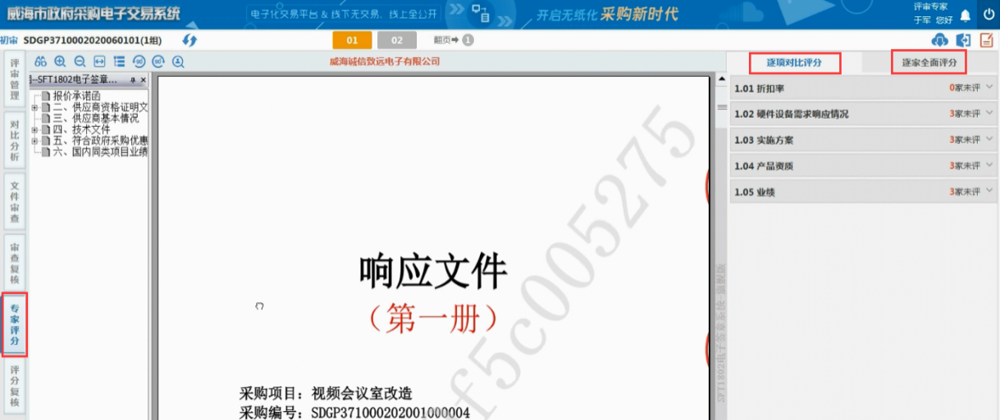 威海市政府采购电子交易系统
电子化交易平台 & 线下无交易、线上全公开
开启无纸化 采购新时代
评审专家
于军 您好
初审 SDGP3710002020060101(1组)
01
02
翻页 1
评审管理
对比分析
文件审查
审查复核
专家评分
评分复核
威海诚信致远电子有限公司
--SFT1802电子签章...
报价承诺函
二、供应商资格证明文
三、供应商基本情况
四、技术文件
五、符合政府采购优惠
六、国内同类项目业绩
响应文件
（第一册）
采购项目：视频会议室改造
采购编号：SDGP371000202001000004
f5c005275
SFT1802电子签章系统-旗舰版
逐项对比评分
逐家全面评分
1.01 折扣率 0家未评
1.02 硬件设备需求响应情况 3家未评
1.03 实施方案 3家未评
1.04 产品资质 3家未评
1.05 业绩 3家未评